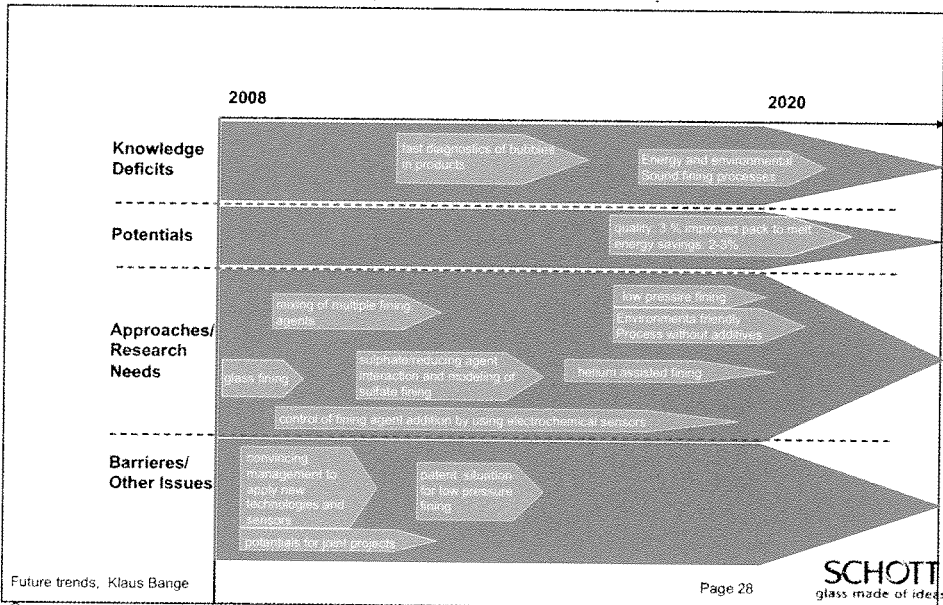 2008
2020
Knowledge
Deficits
fast diagnostics of bubbles
in products
Energy and environmental
Sound fining processes
Potentials
quality: 3 % improved pack to melt
energy savings: 2-3%
Approaches/
Research
Needs
mixing of multiple fining
agents
low pressire fining
Environmental friendly
Process without additives
glass fining
sulphate/reducing agent
interaction and modeling of
sulfate fining
helium assisted fining
control of fining agent addition by using electrochemical sensors
Barrieres/
Other Issues
convincing
management to
apply new
technologies and
sensors
patent situation
for low pressure
fining
potentials for joint projects
Future trends, Klaus Bange
Page 28
SCHOTT
glass made of ideas